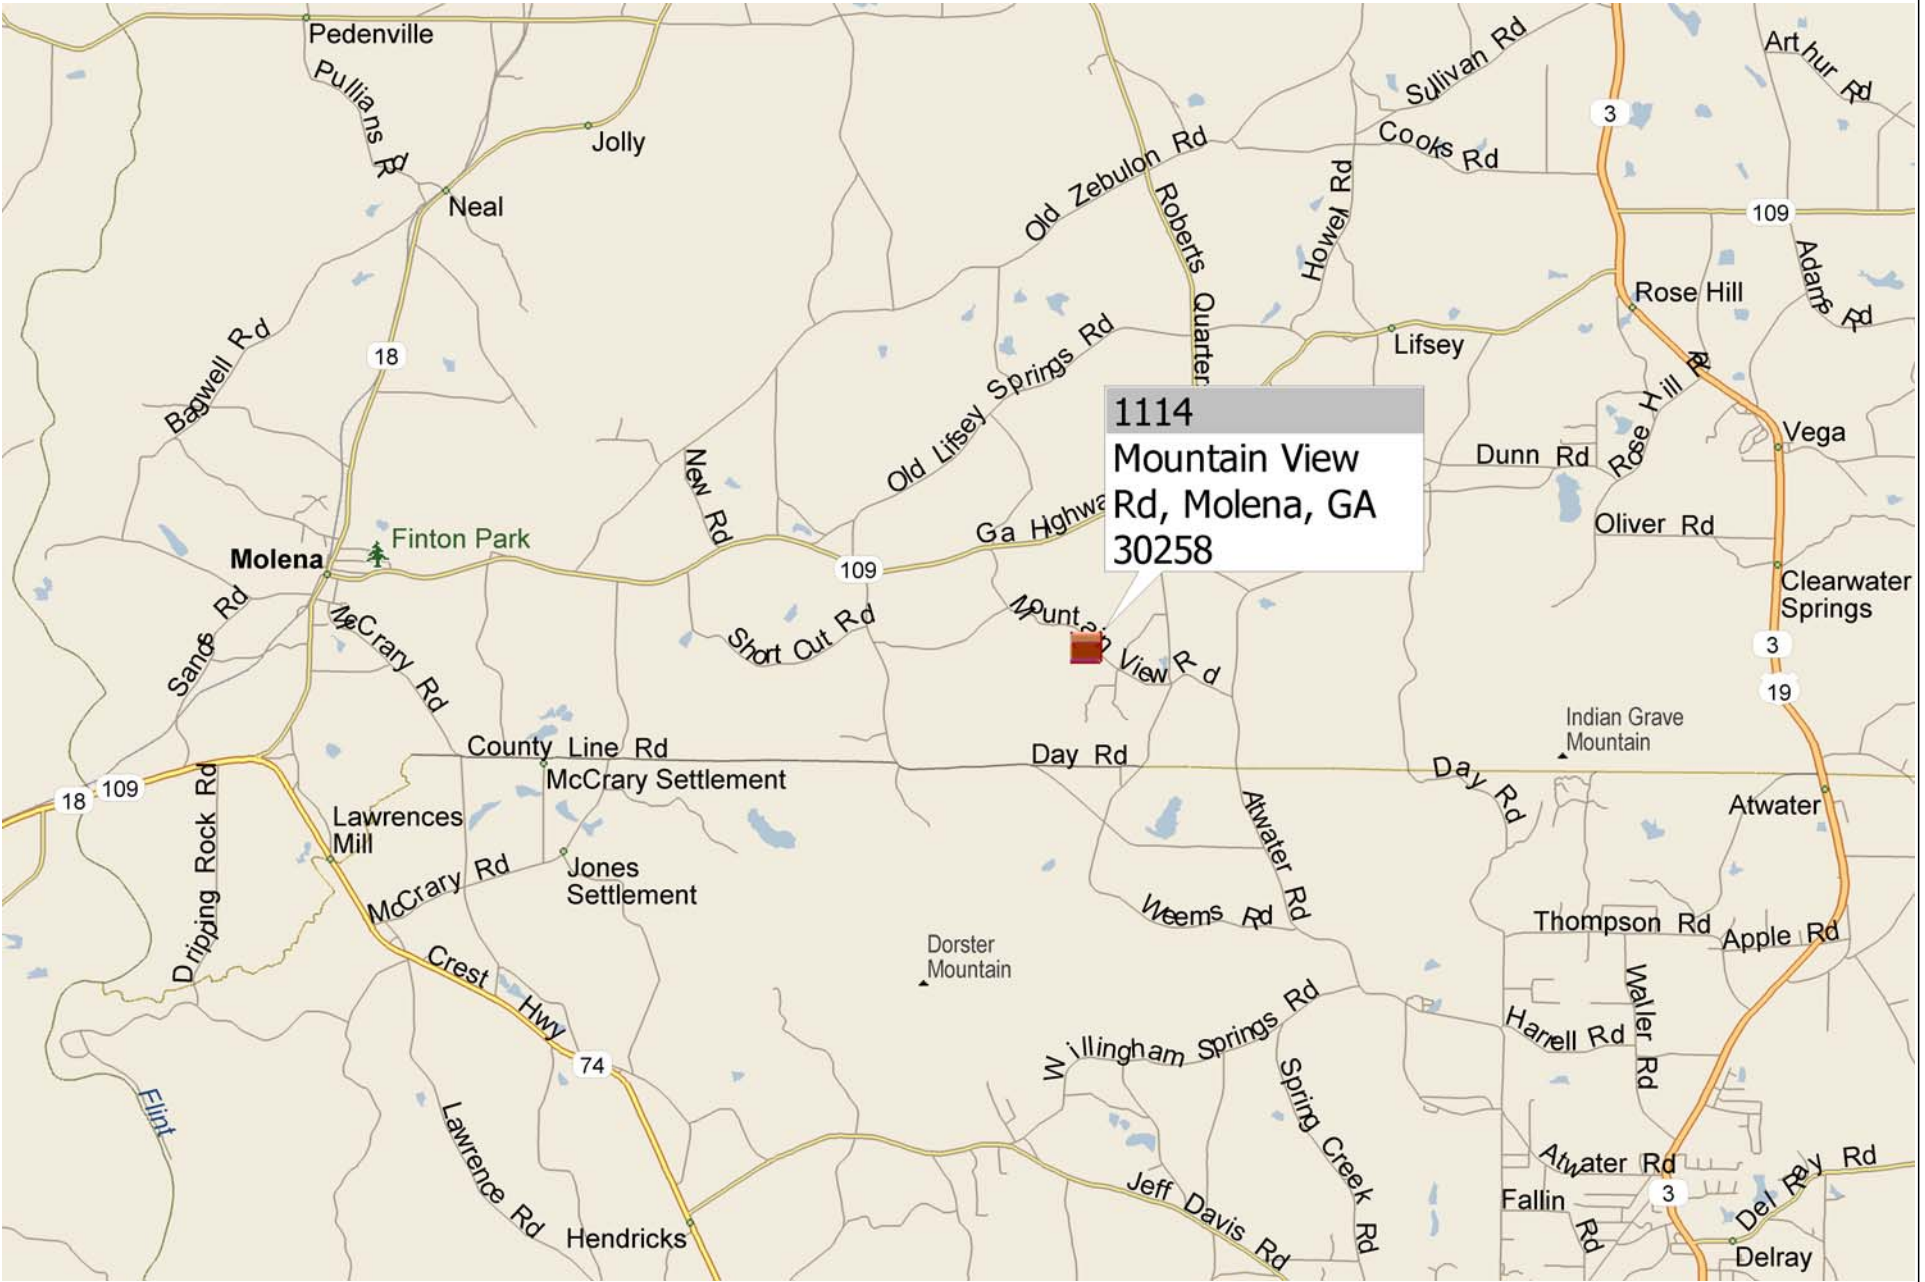 Pedenville
Pullians Rd
Jolly
Neal
Sullivan Rd
Arthur Rd
3
Cooks Rd
Old Zebulon Rd
Howel Rd
Roberts Quarter
109
Adams Rd
Rose Hill
Bagwell Rd
18
Old Lifsey Springs Rd
Lifsey
1114
Mountain View
Rd, Molena, GA
30258
Rose Hill R
Rd
Vega
Dunn Rd
New Rd
Oliver Rd
Ga Highwa
Finton Park
Molena
109
Clearwater
Springs
Sands Rd
McCrary Rd
Short Cut Rd
Mountain View Rd
3
19
Indian Grave
Mountain
County Line Rd
Day Rd
Day Rd
McCrary Settlement
18
109
Dripping Rock Rd
Lawrences
Mill
Atwater Rd
Atwater
McCrary Rd
Jones
Settlement
Weems Rd
Thompson Rd
Apple Rd
Dorster
Mountain
Crest Hwy
Willingham Springs Rd
Harrell Rd
Waller Rd
74
Flint
Lawrence Rd
Spring Creek Rd
Atwater Rd
Del Ray Rd
Jeff Davis Rd
Fallin Rd
3
Hendricks
Delray